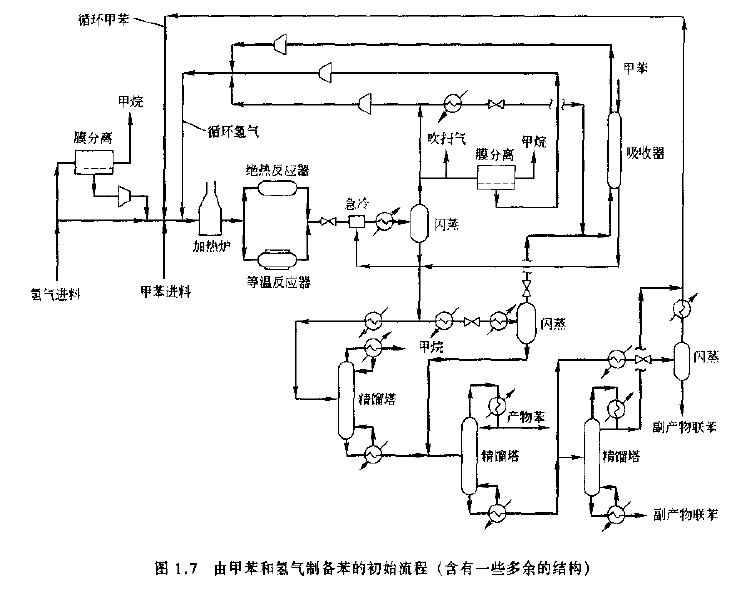 循环甲苯
甲苯
甲烷
循环氢气
膜分离
吹扫气
甲烷
膜分离
吸收器
绝热反应器
急冷
闪蒸
加热炉
等温反应器
氢气进料
甲苯进料
甲烷
闪蒸
闪蒸
精馏塔
产物苯
副产物联苯
精馏塔
精馏塔
副产物联苯
图 1.7 由甲苯和氢气制备苯的初始流程（含有一些多余的结构）